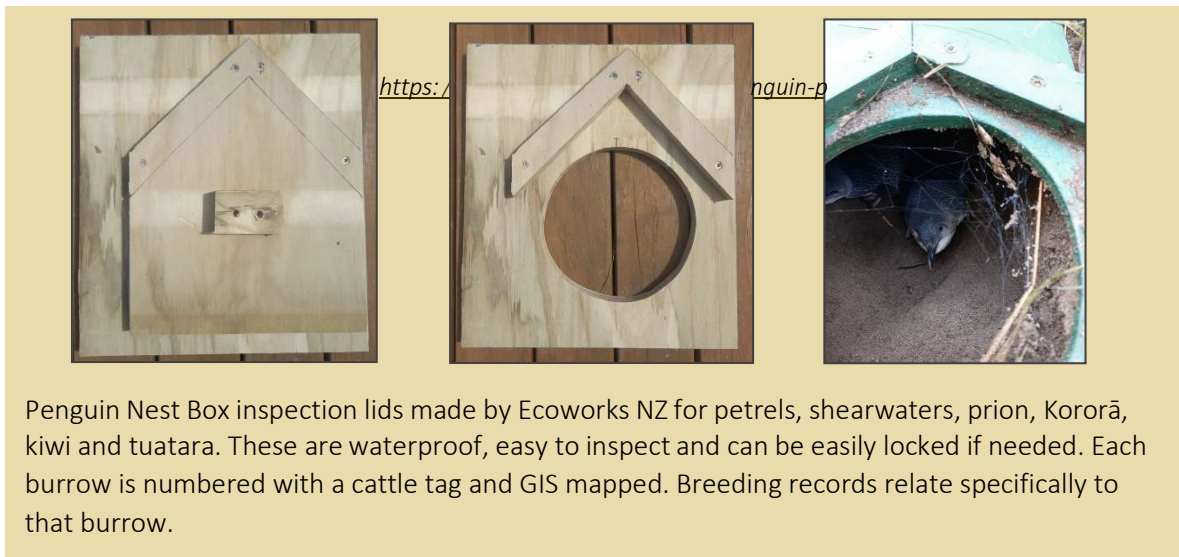 https:/ nguin-p
Penguin Nest Box inspection lids made by Ecoworks NZ for petrels, shearwaters, prion, Kororā,
kiwi and tuatara. These are waterproof, easy to inspect and can be easily locked if needed. Each
burrow is numbered with a cattle tag and GIS mapped. Breeding records relate specifically to
that burrow.